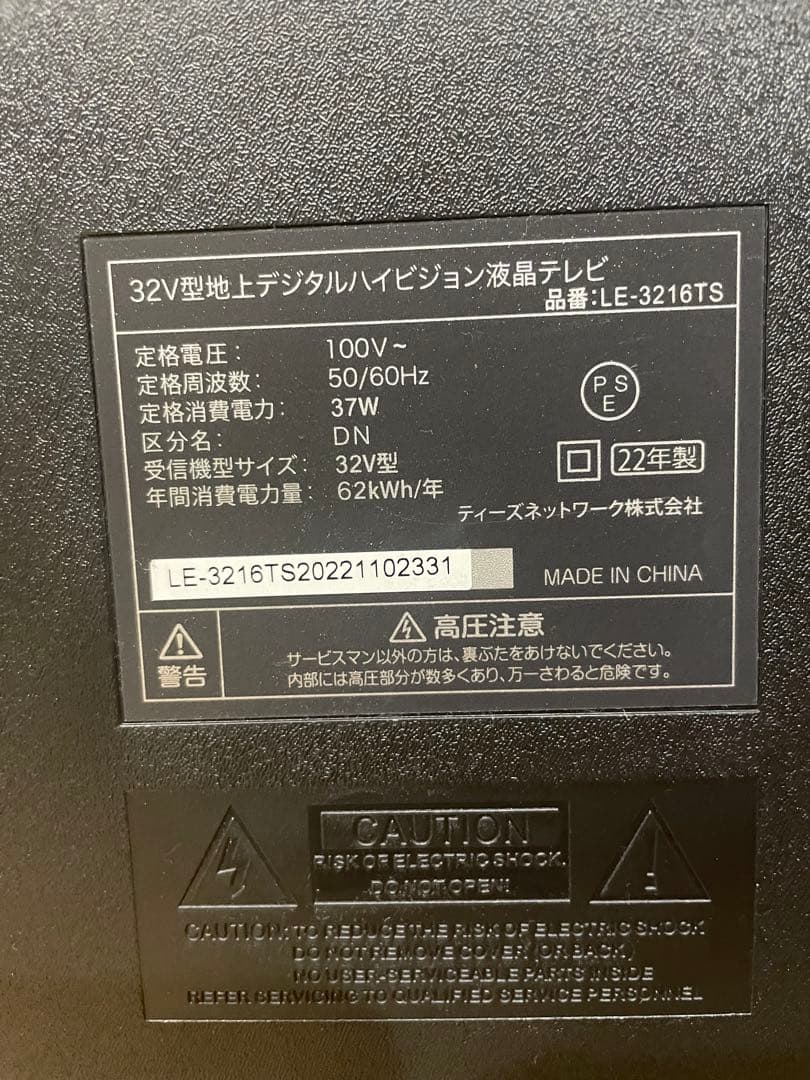 32V型地上デジタルハイビジョン液晶テレビ
品番:LE-3216TS
定格電圧: 100V~
定格周波数: 50/60Hz
定格消費電力: 37W
区分名: DN
受信機型サイズ: 32V型
年間消費電力量: 62kWh/年
PS
E
22年製
ティーズネットワーク株式会社
LE-3216TS20221102331
MADE IN CHINA
警告
高圧注意
サービスマン以外の方は、裏ぶたをあけないでください。
内部には高圧部分が数多くあり、万一さわると危険です。
CAUTION
RISK OF ELECTRIC SHOCK.
DO NOT OPEN!
CAUTION: TO REDUCE THE RISK OF ELECTRIC SHOCK
DO NOT REMOVE COVER (OR BACK)
NO USER-SERVICEABLE PARTS INSIDE
REFER SERVICING TO QUALIFIED SERVICE PERSONNEL